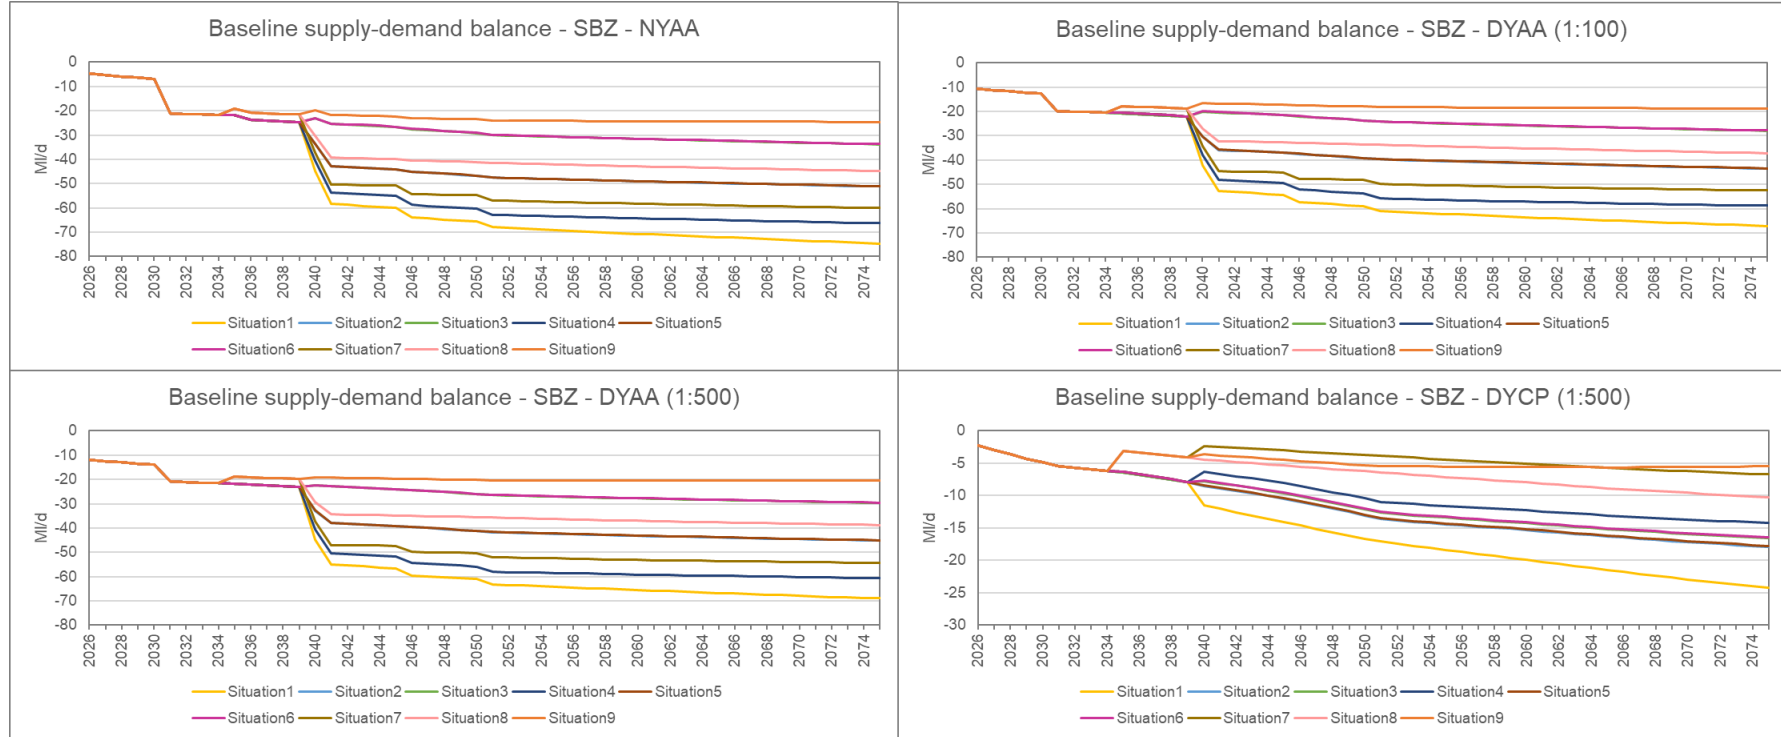 Baseline supply-demand balance - SBZ - NYAA
0
-10
-20
-30
-40
-50
-60
-70
-80
Ml/d
2026 2028 2030 2032 2034 2036 2038 2040 2042 2044 2046 2048 2050 2052 2054 2056 2058 2060 2062 2064 2066 2068 2070 2072 2074
Situation1 Situation2 Situation3 Situation4 Situation5
Situation6 Situation7 Situation8 Situation9
Baseline supply-demand balance - SBZ - DYAA (1:100)
0
-10
-20
-30
-40
-50
-60
-70
-80
Ml/d
2026 2028 2030 2032 2034 2036 2038 2040 2042 2044 2046 2048 2050 2052 2054 2056 2058 2060 2062 2064 2066 2068 2070 2072 2074
Situation1 Situation2 Situation3 Situation4 Situation5
Situation6 Situation7 Situation8 Situation9
Baseline supply-demand balance - SBZ - DYAA (1:500)
0
-10
-20
-30
-40
-50
-60
-70
-80
Ml/d
2026 2028 2030 2032 2034 2036 2038 2040 2042 2044 2046 2048 2050 2052 2054 2056 2058 2060 2062 2064 2066 2068 2070 2072 2074
Situation1 Situation2 Situation3 Situation4 Situation5
Situation6 Situation7 Situation8 Situation9
Baseline supply-demand balance - SBZ - DYCP (1:500)
0
-5
-10
-15
-20
-25
-30
Ml/d
2026 2028 2030 2032 2034 2036 2038 2040 2042 2044 2046 2048 2050 2052 2054 2056 2058 2060 2062 2064 2066 2068 2070 2072 2074
Situation1 Situation2 Situation3 Situation4 Situation5
Situation6 Situation7 Situation8 Situation9